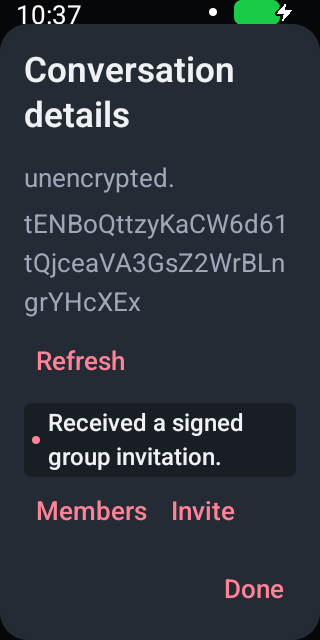 10:37
Conversation
details
unencrypted.
tENBoQttzyKaCW6d61
tQjceaVA3GsZ2WrBLn
grYHcXEx
Refresh
Received a signed
group invitation.
Members Invite
Done